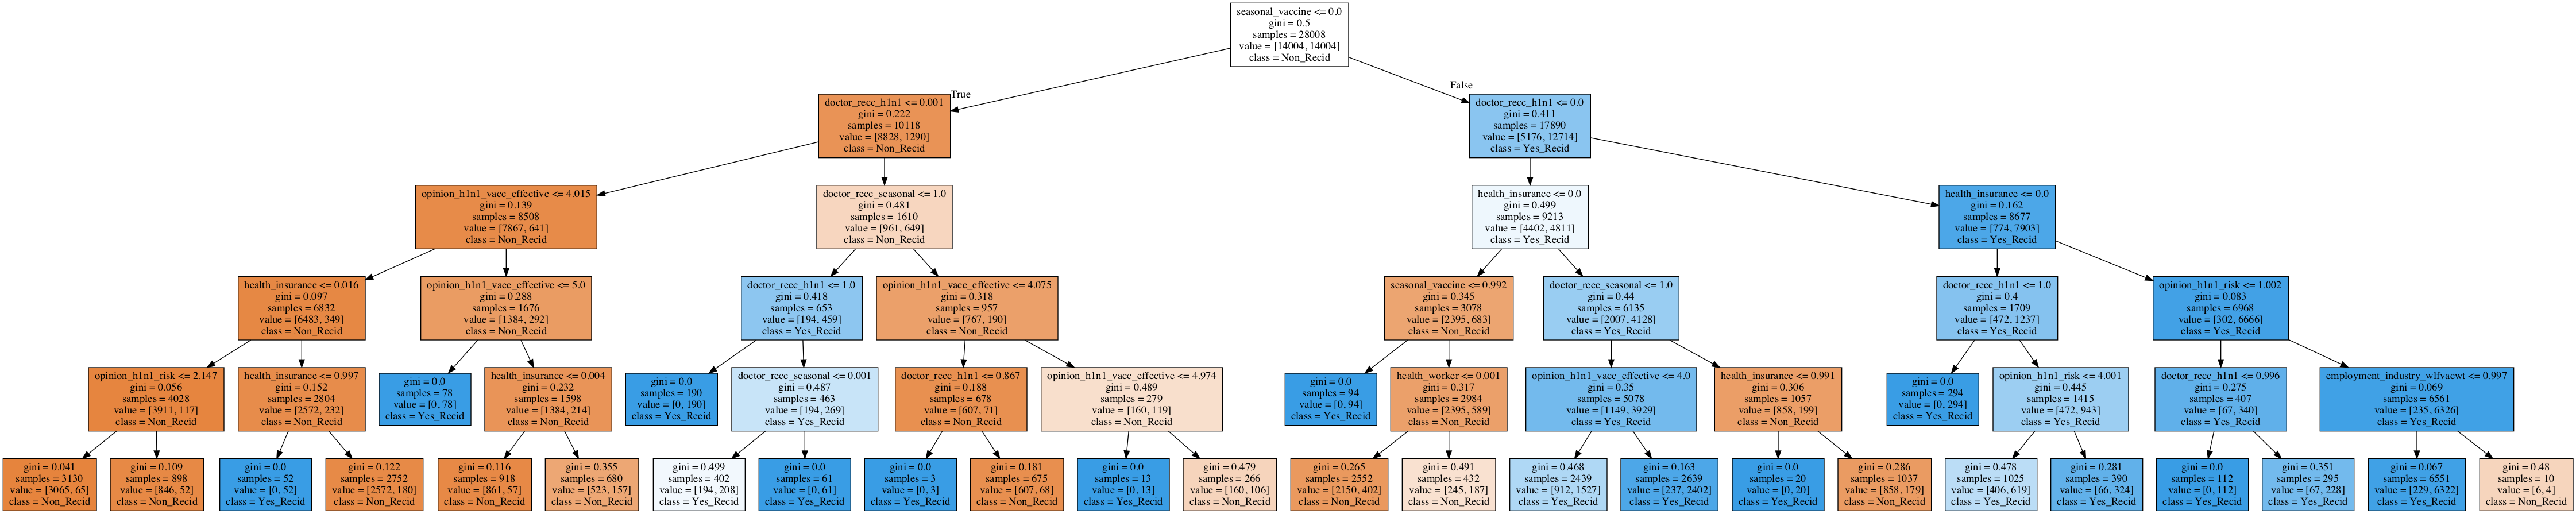 seasonal_vaccine <= 0.0
gini = 0.5
samples = 28008
value = [14004, 14004]
class = Non_Recid
True
False
doctor_recc_h1n1 <= 0.001
gini = 0.222
samples = 10118
value = [8828, 1290]
class = Non_Recid
doctor_recc_h1n1 <= 0.0
gini = 0.411
samples = 17890
value = [5176, 12714]
class = Yes_Recid
opinion_h1n1_vacc_effective <= 4.015
gini = 0.139
samples = 8508
value = [7867, 641]
class = Non_Recid
doctor_recc_seasonal <= 1.0
gini = 0.481
samples = 1610
value = [961, 649]
class = Non_Recid
health_insurance <= 0.0
gini = 0.499
samples = 9213
value = [4402, 4811]
class = Yes_Recid
health_insurance <= 0.0
gini = 0.162
samples = 8677
value = [774, 7903]
class = Yes_Recid
health_insurance <= 0.016
gini = 0.097
samples = 6832
value = [6483, 349]
class = Non_Recid
opinion_h1n1_vacc_effective <= 5.0
gini = 0.288
samples = 1676
value = [1384, 292]
class = Non_Recid
doctor_recc_h1n1 <= 1.0
gini = 0.418
samples = 653
value = [194, 459]
class = Yes_Recid
opinion_h1n1_vacc_effective <= 4.075
gini = 0.318
samples = 957
value = [767, 190]
class = Non_Recid
seasonal_vaccine <= 0.992
gini = 0.345
samples = 3078
value = [2395, 683]
class = Non_Recid
doctor_recc_seasonal <= 1.0
gini = 0.44
samples = 6135
value = [2007, 4128]
class = Yes_Recid
doctor_recc_h1n1 <= 1.0
gini = 0.4
samples = 1709
value = [472, 1237]
class = Yes_Recid
opinion_h1n1_risk <= 1.002
gini = 0.083
samples = 6968
value = [302, 6666]
class = Yes_Recid
opinion_h1n1_risk <= 2.147
gini = 0.056
samples = 4028
value = [3911, 117]
class = Non_Recid
health_insurance <= 0.997
gini = 0.152
samples = 2804
value = [2572, 232]
class = Non_Recid
gini = 0.0
samples = 78
value = [0, 78]
class = Yes_Recid
health_insurance <= 0.004
gini = 0.232
samples = 1598
value = [1384, 214]
class = Non_Recid
gini = 0.0
samples = 190
value = [0, 190]
class = Yes_Recid
doctor_recc_seasonal <= 0.001
gini = 0.487
samples = 463
value = [194, 269]
class = Yes_Recid
doctor_recc_h1n1 <= 0.867
gini = 0.188
samples = 678
value = [607, 71]
class = Non_Recid
opinion_h1n1_vacc_effective <= 4.974
gini = 0.489
samples = 279
value = [160, 119]
class = Non_Recid
gini = 0.0
samples = 94
value = [0, 94]
class = Yes_Recid
health_worker <= 0.001
gini = 0.317
samples = 2984
value = [2395, 589]
class = Non_Recid
opinion_h1n1_vacc_effective <= 4.0
gini = 0.35
samples = 5078
value = [1149, 3929]
class = Yes_Recid
health_insurance <= 0.991
gini = 0.306
samples = 1057
value = [858, 199]
class = Non_Recid
gini = 0.0
samples = 294
value = [0, 294]
class = Yes_Recid
opinion_h1n1_risk <= 4.001
gini = 0.445
samples = 1415
value = [472, 943]
class = Yes_Recid
doctor_recc_h1n1 <= 0.996
gini = 0.275
samples = 407
value = [67, 340]
class = Yes_Recid
employment_industry_wlfvacwt <= 0.997
gini = 0.069
samples = 6561
value = [235, 6326]
class = Yes_Recid
gini = 0.041
samples = 3130
value = [3065, 65]
class = Non_Recid
gini = 0.109
samples = 898
value = [846, 52]
class = Non_Recid
gini = 0.0
samples = 52
value = [0, 52]
class = Yes_Recid
gini = 0.122
samples = 2752
value = [2572, 180]
class = Non_Recid
gini = 0.116
samples = 918
value = [861, 57]
class = Non_Recid
gini = 0.355
samples = 680
value = [523, 157]
class = Non_Recid
gini = 0.499
samples = 402
value = [194, 208]
class = Yes_Recid
gini = 0.0
samples = 61
value = [0, 61]
class = Yes_Recid
gini = 0.0
samples = 3
value = [0, 3]
class = Yes_Recid
gini = 0.181
samples = 675
value = [607, 68]
class = Non_Recid
gini = 0.0
samples = 13
value = [0, 13]
class = Yes_Recid
gini = 0.479
samples = 266
value = [160, 106]
class = Non_Recid
gini = 0.265
samples = 2552
value = [2150, 402]
class = Non_Recid
gini = 0.491
samples = 432
value = [245, 187]
class = Non_Recid
gini = 0.468
samples = 2439
value = [912, 1527]
class = Yes_Recid
gini = 0.163
samples = 2639
value = [237, 2402]
class = Yes_Recid
gini = 0.0
samples = 20
value = [0, 20]
class = Yes_Recid
gini = 0.286
samples = 1037
value = [858, 179]
class = Non_Recid
gini = 0.478
samples = 1025
value = [406, 619]
class = Yes_Recid
gini = 0.281
samples = 390
value = [66, 324]
class = Yes_Recid
gini = 0.0
samples = 112
value = [0, 112]
class = Yes_Recid
gini = 0.351
samples = 295
value = [67, 228]
class = Yes_Recid
gini = 0.067
samples = 6551
value = [229, 6322]
class = Yes_Recid
gini = 0.48
samples = 10
value = [6, 4]
class = Non_Recid